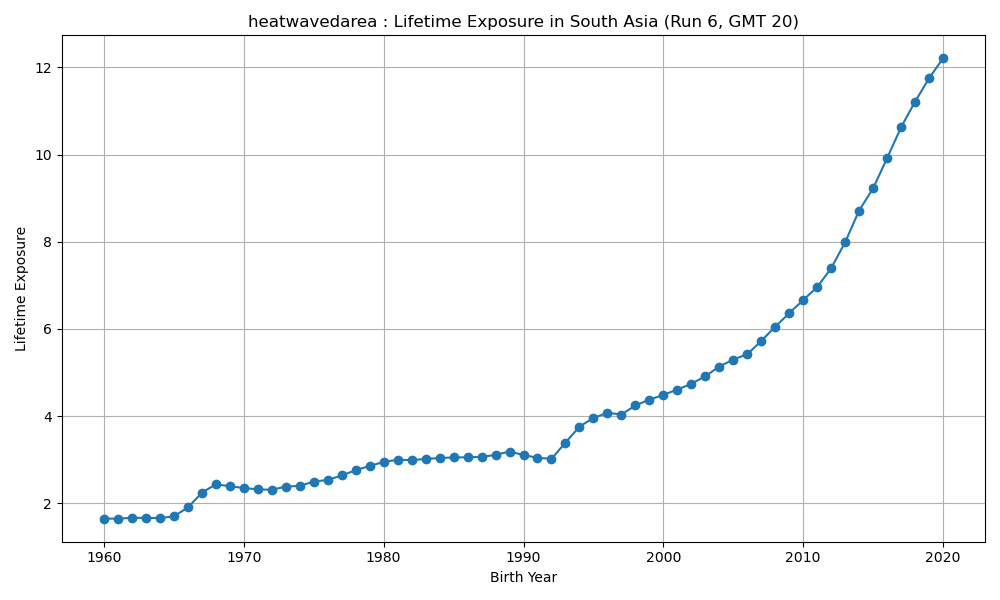 heatwavedarea : Lifetime Exposure in South Asia (Run 6, GMT 20)
12
10
8
6
4
2
Lifetime Exposure
1960 1970 1980 1990 2000 2010 2020
Birth Year